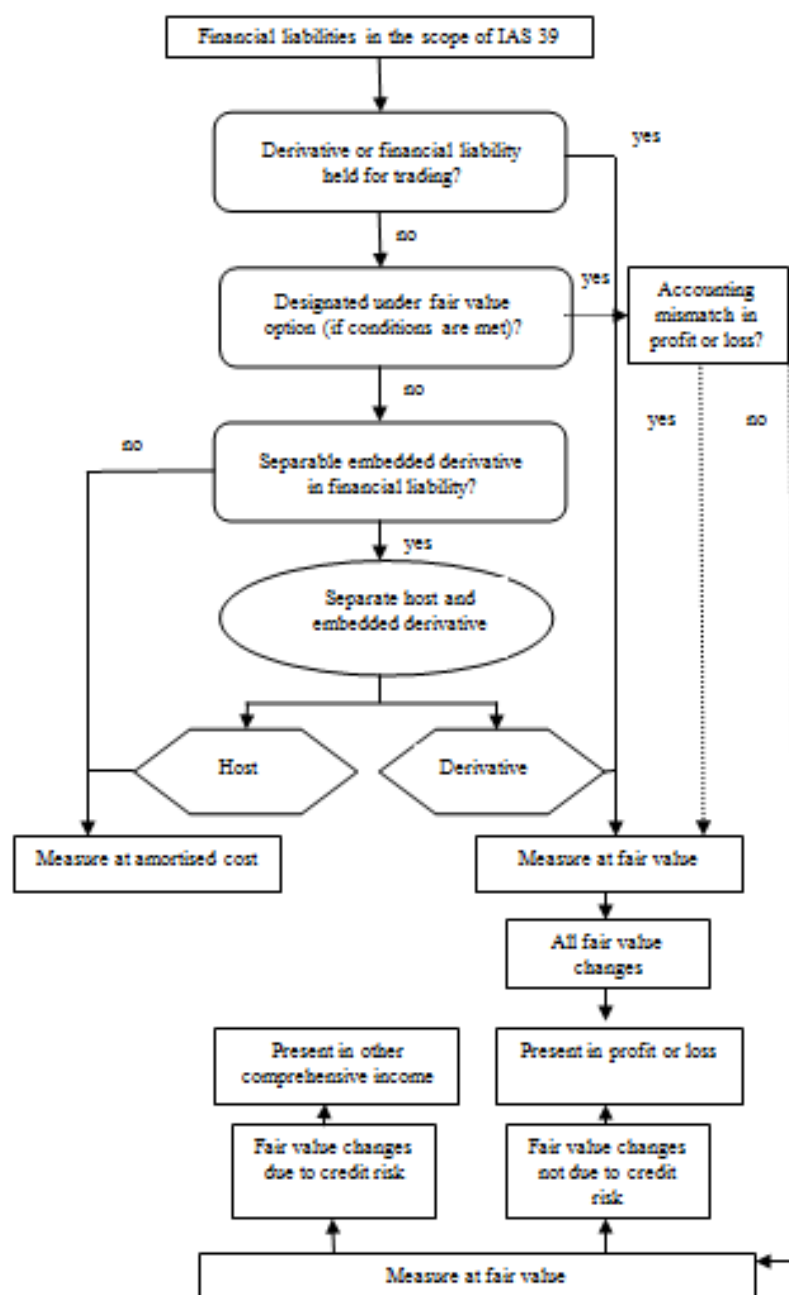 Financial liabilities in the scope of IAS 39
yes
Derivative or financial liability
held for trading?
no
yes
Designated under fair value
option (if conditions are met)?
Accounting
mismatch in
profit or loss?
no
no
yes
no
Separable embedded derivative
in financial liability?
yes
Separate host and
embedded derivative
Host
Derivative
Measure at amortised cost
Measure at fair value
All fair value
changes
Present in other
comprehensive income
Present in profit or loss
Fair value changes
due to credit risk
Fair value changes
not due to credit
risk
Measure at fair value